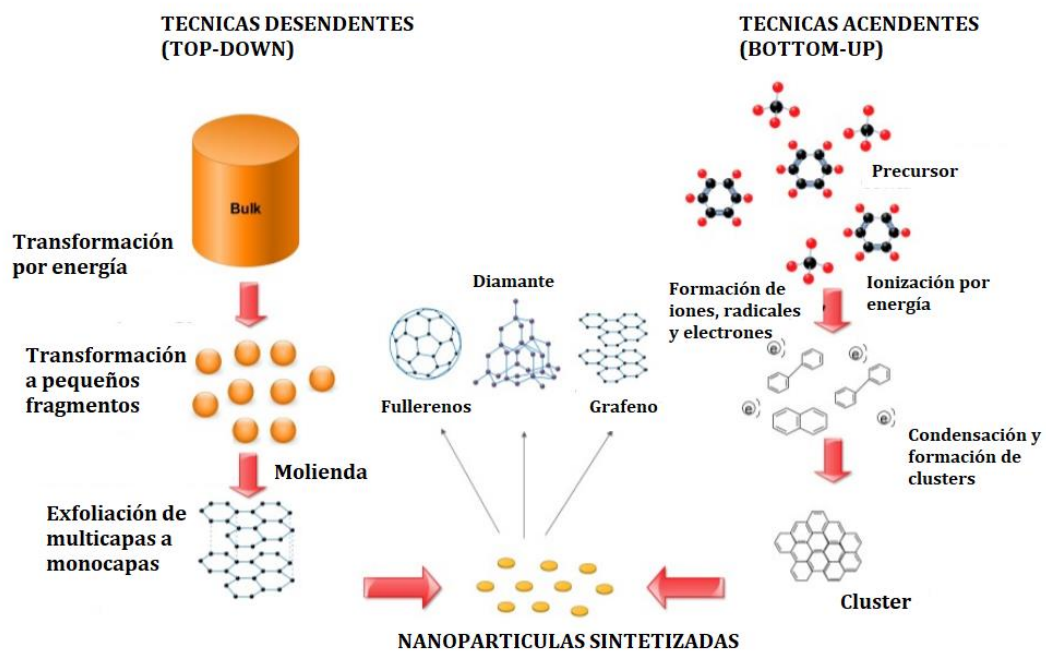 TECNICAS DESENDENTES
(TOP-DOWN)
Bulk
Transformación
por energía
Transformación
a pequeños
fragmentos
Molienda
Exfoliación de
multicapas a
monocapas
Diamante
Fullerenos
Grafeno
NANOPARTICULAS SINTETIZADAS
TECNICAS ACENDENTES
(BOTTOM-UP)
Precursor
Formación de
iones, radicales
y electrones
Ionización por
energía
e
e
e
e
Condensación y
formación de
clusters
Cluster